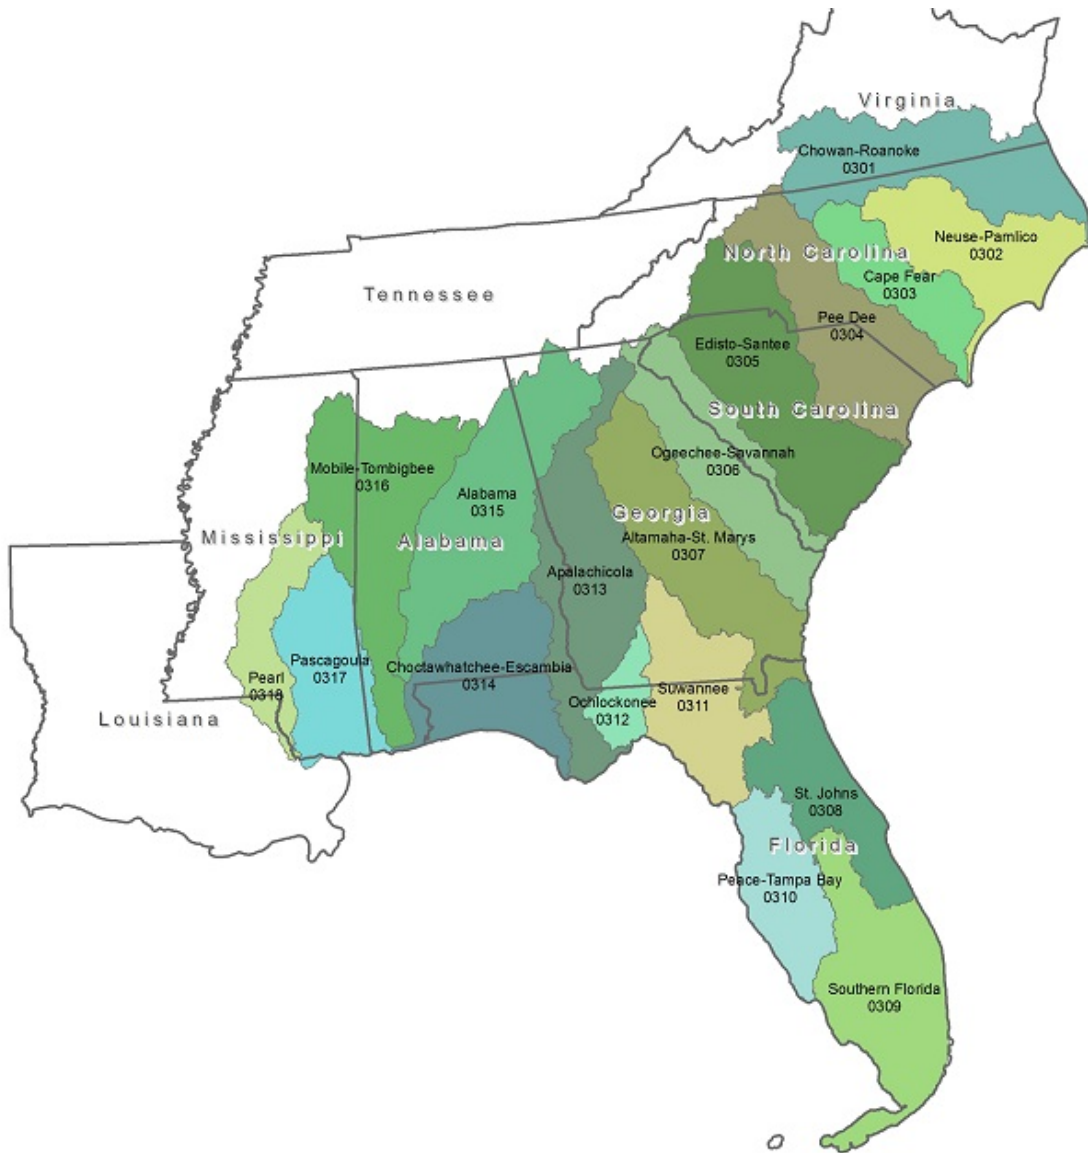 Virginia
Chowan-Roanoke
0301
Neuse-Pamlico
0302
North Carolina
Cape Fear
0303
Tennessee
Pee Dee
0304
Edisto-Santee
0305
South Carolina
Ogeechee-Savannah
0306
Mobile-Tombigbee
0316
Alabama
0315
Georgia
Altamaha-St. Marys
0307
Mississippi
Alabama
Apalachicola
0313
Pascagoula
0317
Choctawhatchee-Escambia
0314
Pearl
0318
Ochlockonee
0312
Suwannee
0311
Louisiana
St. Johns
0308
Florida
Peace-Tampa Bay
0310
Southern Florida
0309